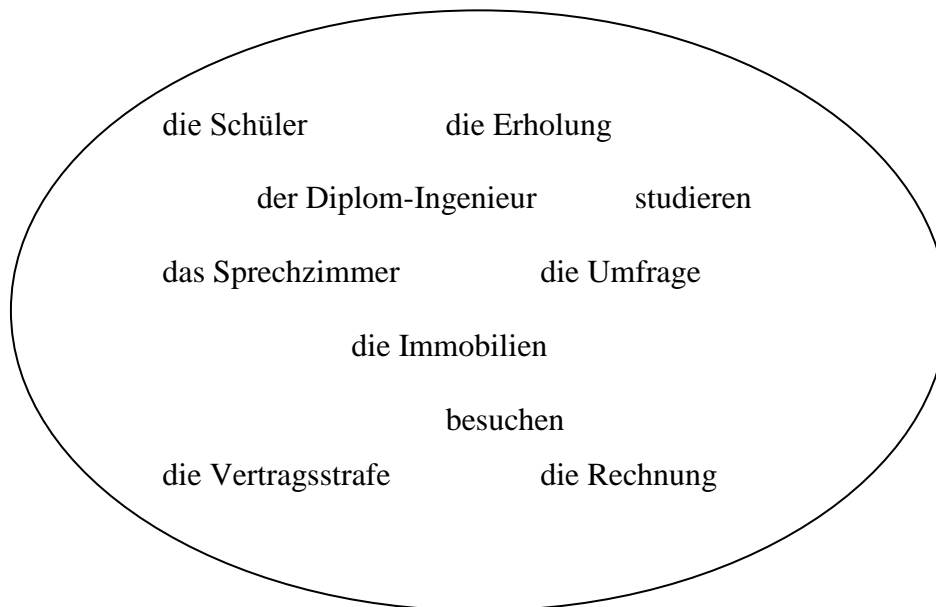 die Schüler die Erholung
der Diplom-Ingenieur studieren
das Sprechzimmer die Umfrage
die Immobilien
besuchen
die Vertragsstrafe die Rechnung